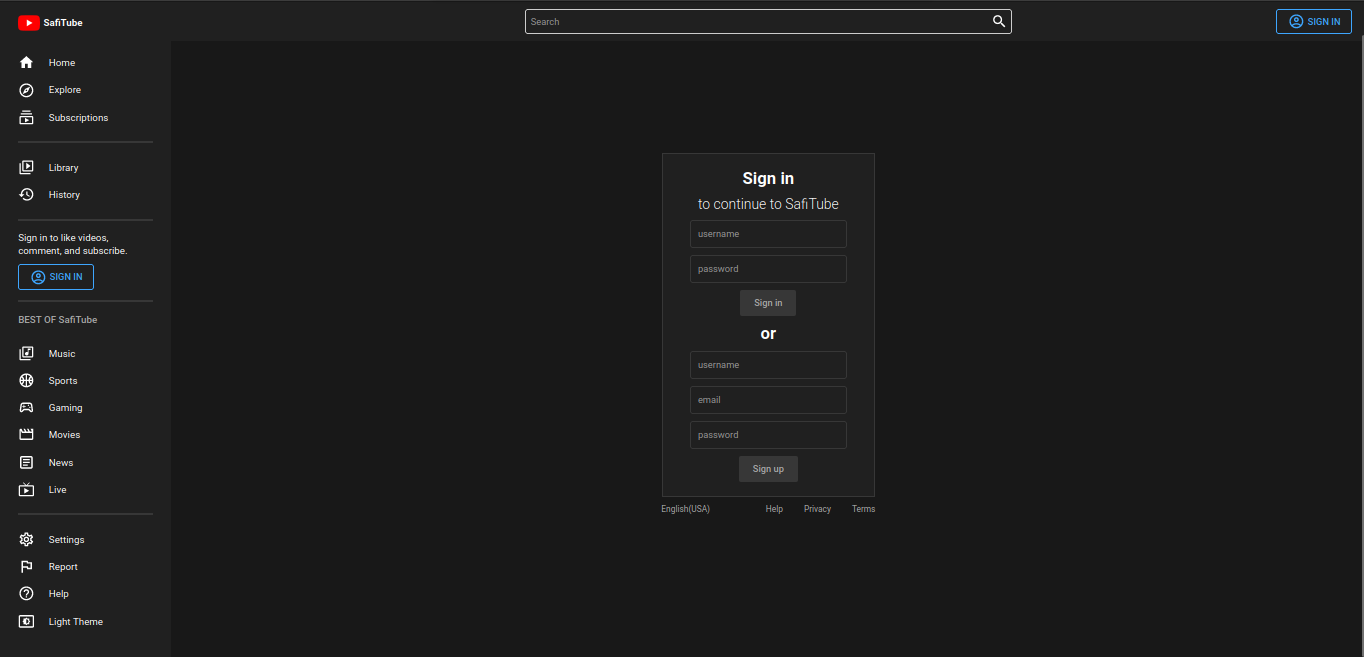 SafiTube
Search
SIGN IN
Home
Explore
Subscriptions
Library
History
Sign in to like videos,
comment, and subscribe.
SIGN IN
BEST OF SafiTube
Music
Sports
Gaming
Movies
News
Live
Settings
Report
Help
Light Theme
Sign in
to continue to SafiTube
username
password
Sign in
or
username
email
password
Sign up
English(USA) Help Privacy Terms